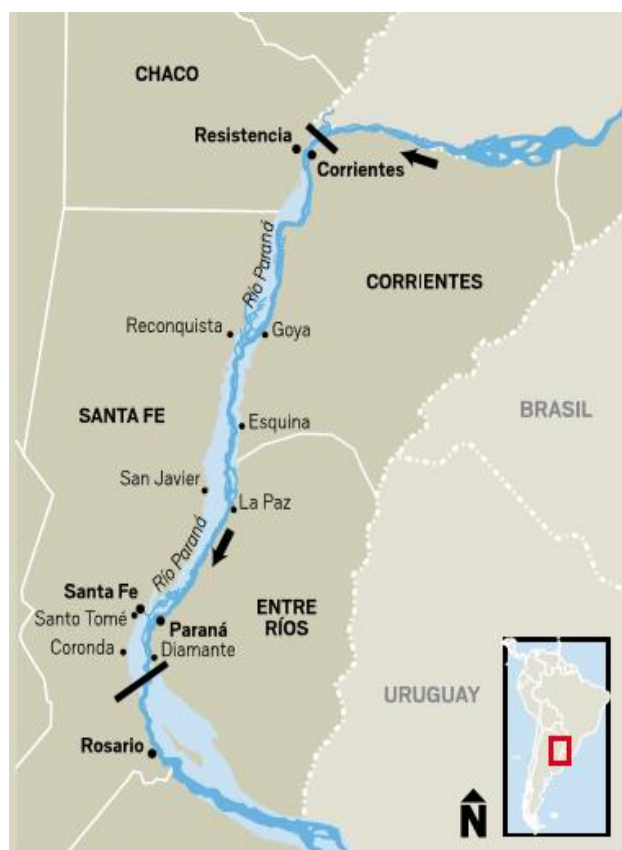 CHACO
Resistencia
Corrientes
Río Paraná
CORRIENTES
Reconquista
Goya
BRASIL
SANTA FE
Esquina
San Javier
La Paz
Río Paraná
Santa Fe
Santo Tomé
Paraná
ENTRE
RÍOS
Coronda
Diamante
URUGUAY
Rosario
N